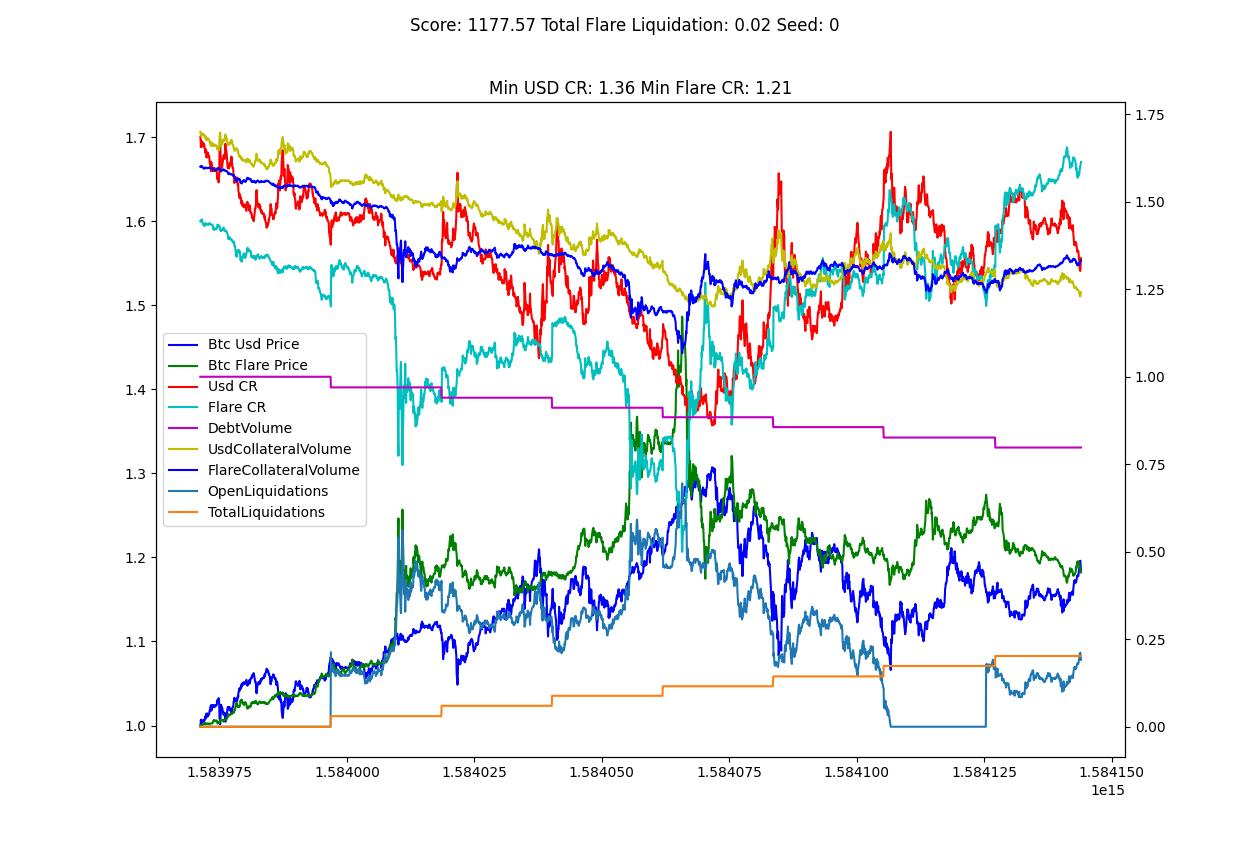 Score: 1177.57 Total Flare Liquidation: 0.02 Seed: 0
Min USD CR: 1.36 Min Flare CR: 1.21
1.7
1.6
1.5
1.4
1.3
1.2
1.1
1.0
1.75
1.50
1.25
1.00
0.75
0.50
0.25
0.00
Btc Usd Price
Btc Flare Price
Usd CR
Flare CR
DebtVolume
UsdCollateralVolume
FlareCollateralVolume
OpenLiquidations
TotalLiquidations
1.583975 1.584000 1.584025 1.584050 1.584075 1.584100 1.584125 1.584150
1e15